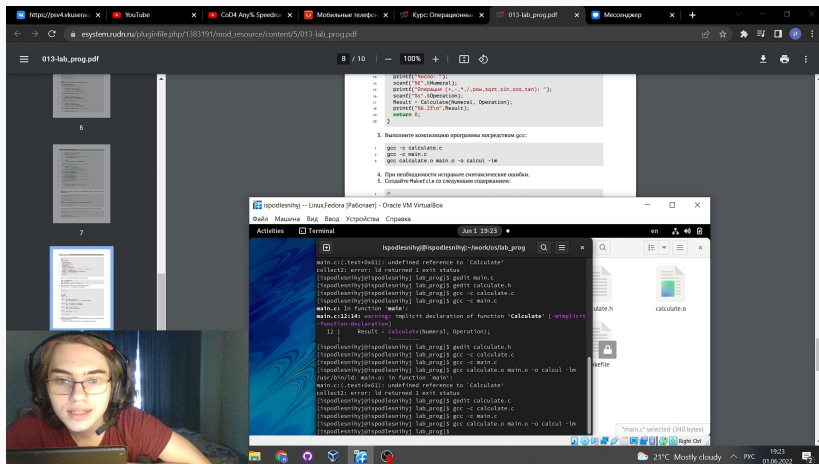 https://psv4.vkuserau
YouTube
CoD4 Any% Speedrun
Мобильные телефон
Курс: Операционны
013-lab_prog.pdf
Мессенджер
esystem.rudn.ru/pluginfile.php/1383191/mod_resource/content/5/013-lab_prog.pdf
013-lab_prog.pdf
8 / 10
100%
6
7
printf("Число: ");
scanf("%f",&Numeral);
printf("Операция (+,-,*,/,pow,sqrt,sin,cos,tan): ");
scanf("%s",&Operation);
Result = Calculate(Numeral, Operation);
printf("%6.2f\n",Result);
return 0;
}
3. Выполните компиляцию программы посредством gcc:
gcc -c calculate.c
gcc -c main.c
gcc calculate.o main.o -o calcul -lm
4. При необходимости исправьте синтаксические ошибки.
5. Создайте Makefile со следующим содержанием:
#
ispodlesnihyj -- Linux,Fedora [Работает] - Oracle VM VirtualBox
Файл Машина Вид Ввод Устройства Справка
Activities
Terminal
Jun 1 19:23
en
ispodlesnihyj@ispodlesnihyj:~/work/os/lab_prog
main.c:(.text+0x61): undefined reference to `Calculate'
collect2: error: ld returned 1 exit status
[ispodlesnihyj@ispodlesnihyj lab_prog]$ gedit main.c
[ispodlesnihyj@ispodlesnihyj lab_prog]$ gedit calculate.h
[ispodlesnihyj@ispodlesnihyj lab_prog]$ gcc -c calculate.c
[ispodlesnihyj@ispodlesnihyj lab_prog]$ gcc -c main.c
main.c: In function 'main':
main.c:12:14: warning: implicit declaration of function 'Calculate' [-Wimplicit
-function-declaration]
12 | Result = Calculate(Numeral, Operation);
| ^~~~~~~~~
[ispodlesnihyj@ispodlesnihyj lab_prog]$ gedit calculate.h
[ispodlesnihyj@ispodlesnihyj lab_prog]$ gcc -c calculate.c
[ispodlesnihyj@ispodlesnihyj lab_prog]$ gcc -c main.c
[ispodlesnihyj@ispodlesnihyj lab_prog]$ gcc calculate.o main.o -o calcul -lm
/usr/bin/ld: main.o: in function `main':
main.c:(.text+0x61): undefined reference to `Calculate'
collect2: error: ld returned 1 exit status
[ispodlesnihyj@ispodlesnihyj lab_prog]$ gedit calculate.c
[ispodlesnihyj@ispodlesnihyj lab_prog]$ gcc -c calculate.c
[ispodlesnihyj@ispodlesnihyj lab_prog]$ gcc -c main.c
[ispodlesnihyj@ispodlesnihyj lab_prog]$ gcc calculate.o main.o -o calcul -lm
[ispodlesnihyj@ispodlesnihyj lab_prog]$
ulate.h
calculate.o
kefile
"main.c" selected (340 bytes)
Right Ctrl
21°C Mostly cloudy
РУС
19:23
01.06.2022